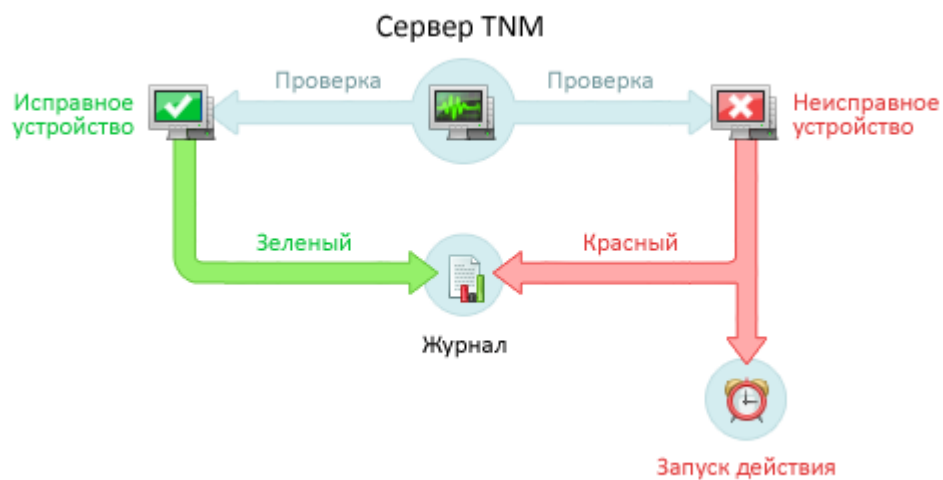 Сервер TNM
Проверка
Проверка
Исправное
устройство
Неисправное
устройство
Зеленый
Красный
Журнал
Запуск действия